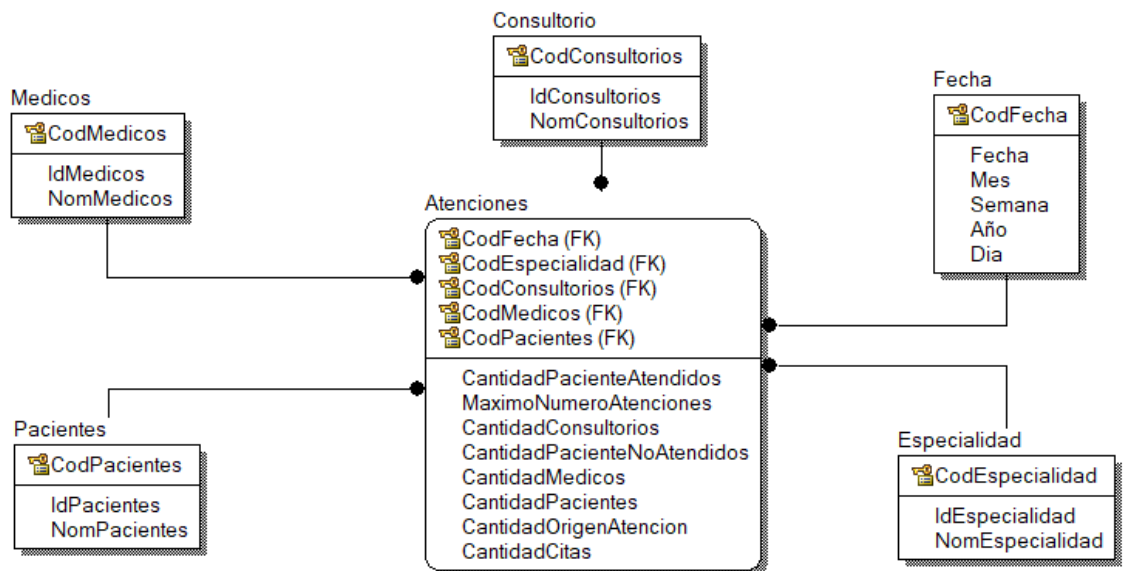 Consultorio
CodConsultorios
IdConsultorios
NomConsultorios
Medicos
CodMedicos
IdMedicos
NomMedicos
Fecha
CodFecha
Fecha
Mes
Semana
Año
Dia
Atenciones
CodFecha (FK)
CodEspecialidad (FK)
CodConsultorios (FK)
CodMedicos (FK)
CodPacientes (FK)
CantidadPacienteAtendidos
MaximoNumeroAtenciones
CantidadConsultorios
CantidadPacienteNoAtendidos
CantidadMedicos
CantidadPacientes
CantidadOrigenAtencion
CantidadCitas
Pacientes
CodPacientes
IdPacientes
NomPacientes
Especialidad
CodEspecialidad
IdEspecialidad
NomEspecialidad